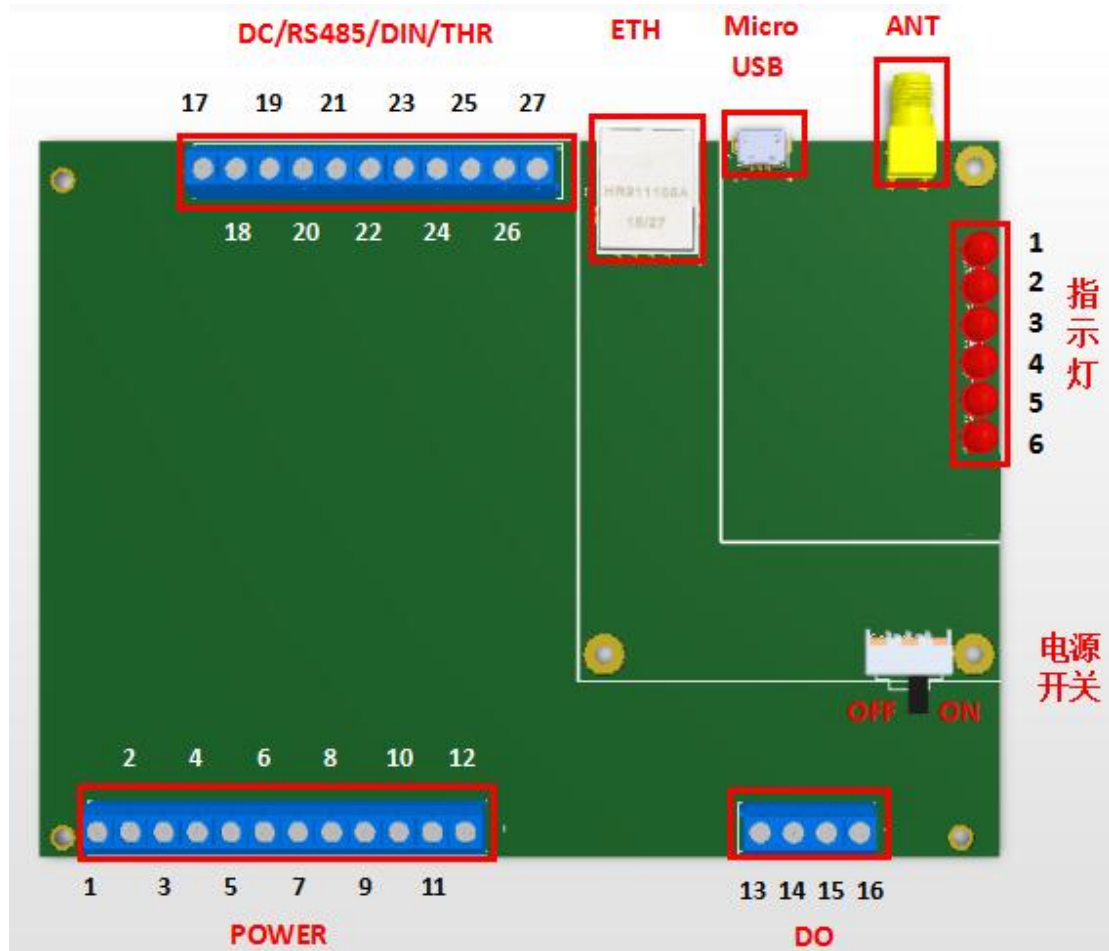 DC/RS485/DIN/THR
ETH
Micro
USB
ANT
17 19 21 23 25 27
18 20 22 24 26
HR911106A
16/27
1
2
3
4
5
6
指
示
灯
电源
开关
OFF ON
2 4 6 8 10 12
1 3 5 7 9 11
13 14 15 16
POWER
DO